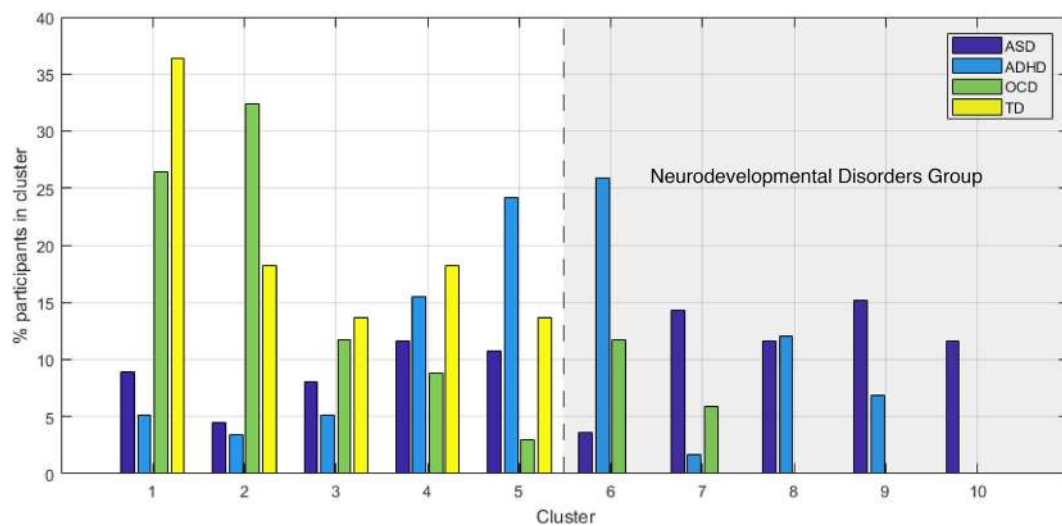 40
35
30
25
20
15
10
5
0
% participants in cluster
ASD
ADHD
OCD
TD
Neurodevelopmental Disorders Group
1 2 3 4 5 6 7 8 9 10
Cluster